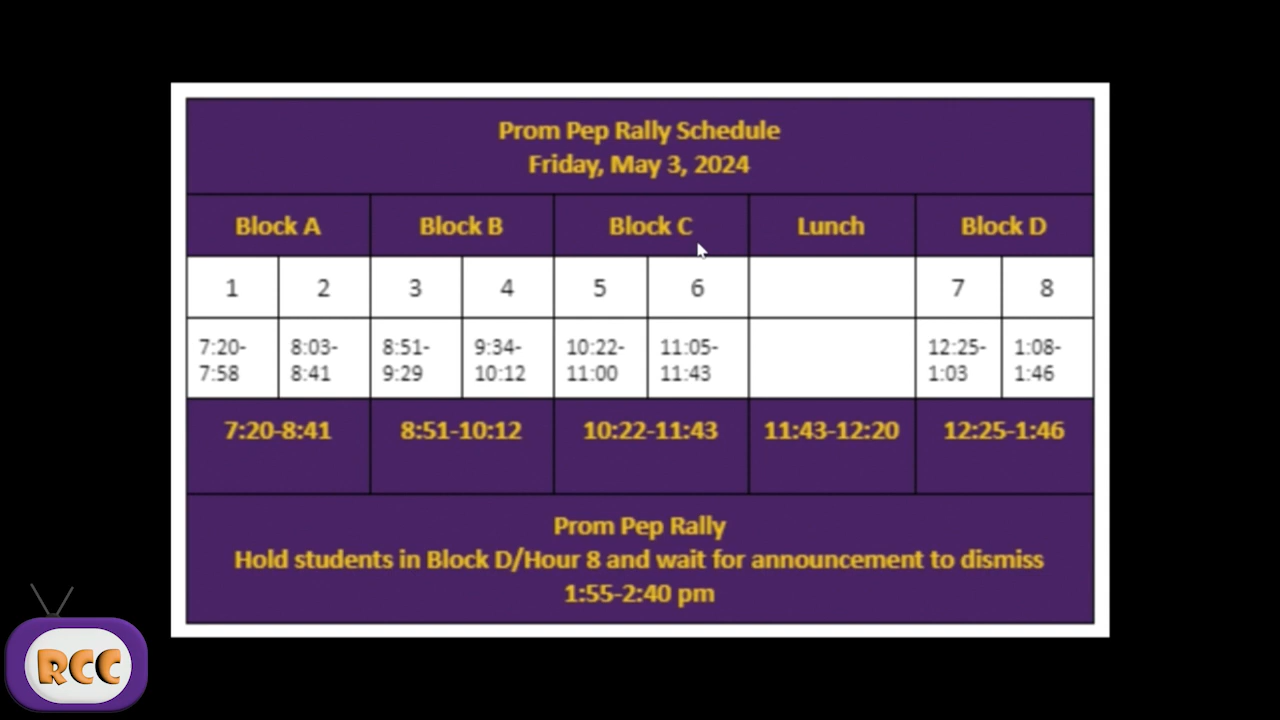 Prom Pep Rally Schedule
Friday, May 3, 2024
Block A Block B Block C Lunch Block D
1 2 3 4 5 6 7 8
7:20- 8:03- 8:51- 9:34- 10:22- 11:05- 12:25- 1:08-
7:58 8:41 9:29 10:12 11:00 11:43 1:03 1:46
7:20-8:41 8:51-10:12 10:22-11:43 11:43-12:20 12:25-1:46
Prom Pep Rally
Hold students in Block D/Hour 8 and wait for announcement to dismiss
1:55-2:40 pm
RCC